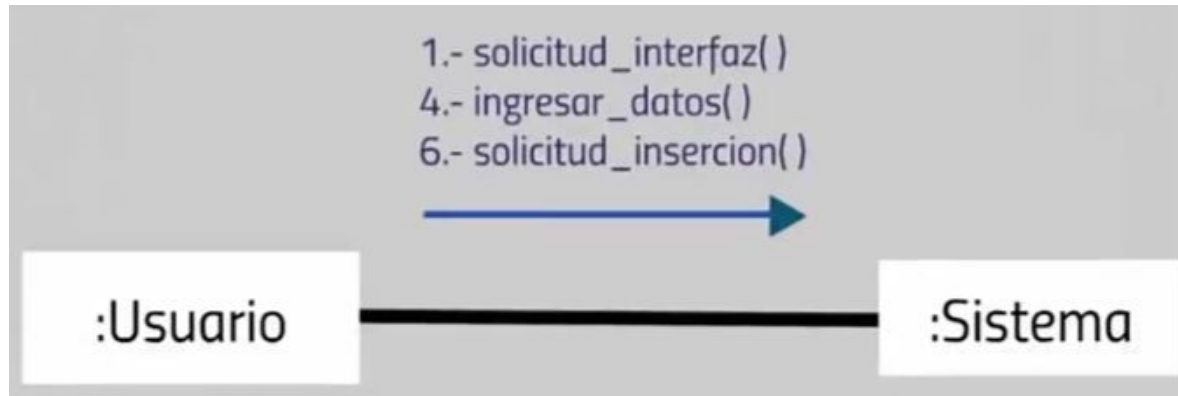 1.- solicitud_interfaz( )
4.- ingresar_datos( )
6.- solicitud_insercion( )
:Usuario
:Sistema